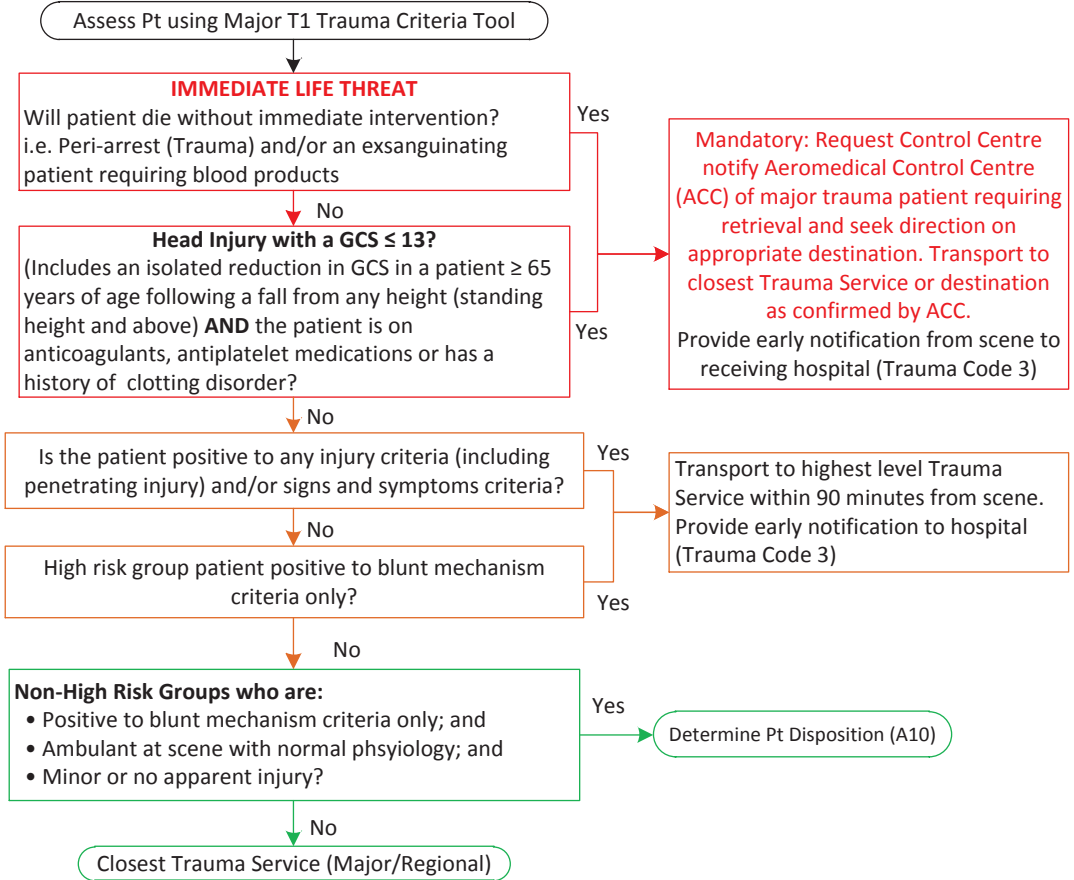 Assess Pt using Major T1 Trauma Criteria Tool
IMMEDIATE LIFE THREAT
Will patient die without immediate intervention?
i.e. Peri-arrest (Trauma) and/or an exsanguinating
patient requiring blood products
Yes
No
Head Injury with a GCS ≤ 13?
(Includes an isolated reduction in GCS in a patient ≥ 65
years of age following a fall from any height (standing
height and above) AND the patient is on
anticoagulants, antiplatelet medications or has a
history of clotting disorder?
Yes
Mandatory: Request Control Centre
notify Aeromedical Control Centre
(ACC) of major trauma patient requiring
retrieval and seek direction on
appropriate destination. Transport to
closest Trauma Service or destination
as confirmed by ACC.
Provide early notification from scene to
receiving hospital (Trauma Code 3)
No
Is the patient positive to any injury criteria (including
penetrating injury) and/or signs and symptoms criteria?
Yes
No
High risk group patient positive to blunt mechanism
criteria only?
Yes
Transport to highest level Trauma
Service within 90 minutes from scene.
Provide early notification to hospital
(Trauma Code 3)
No
Non-High Risk Groups who are:
• Positive to blunt mechanism criteria only; and
• Ambulant at scene with normal phsyiology; and
• Minor or no apparent injury?
Yes
Determine Pt Disposition (A10)
No
Closest Trauma Service (Major/Regional)